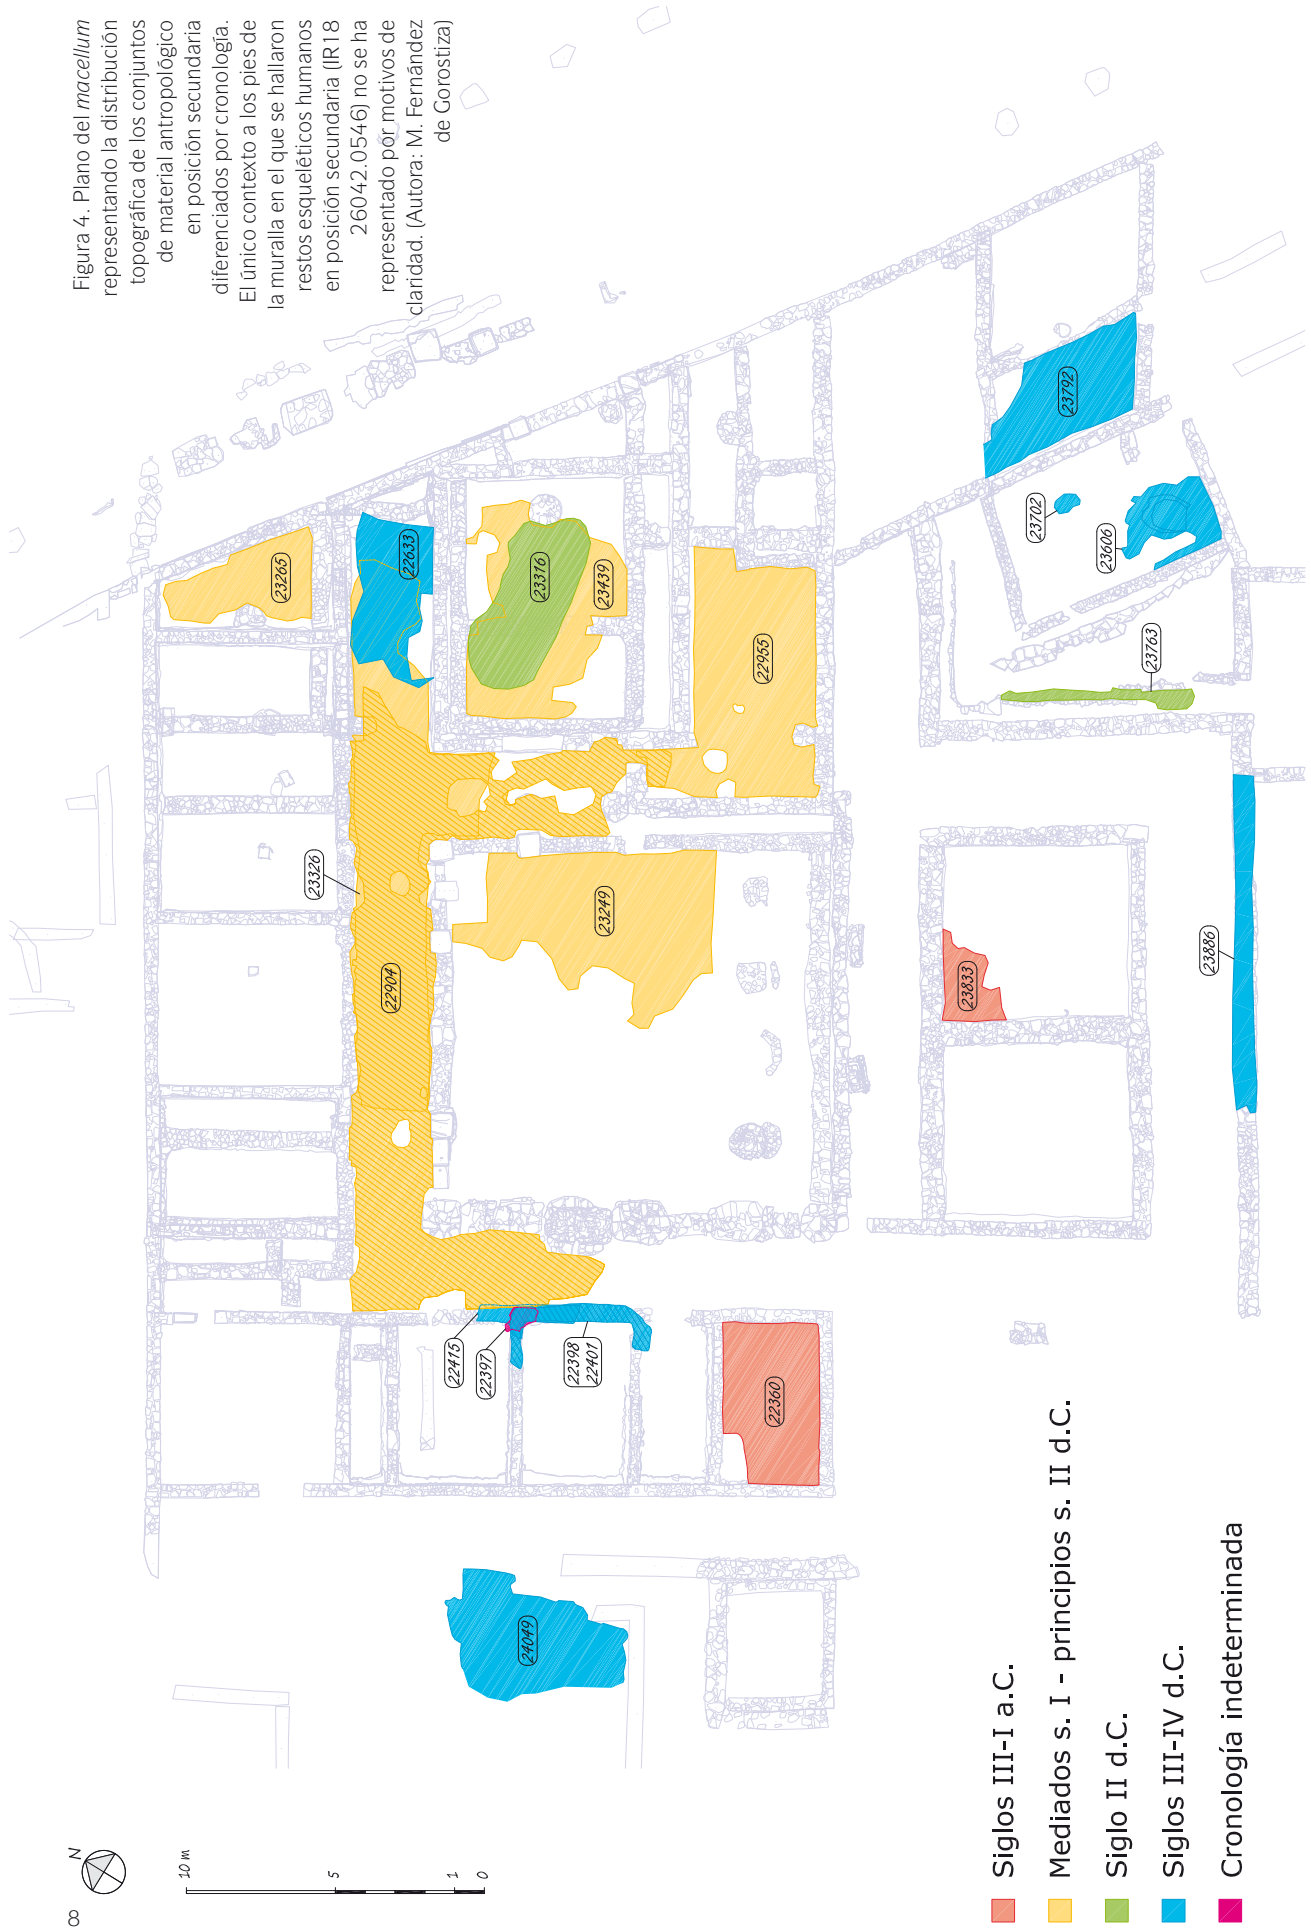 8
Figura 4. Plano del macellum
representando la distribución
topográfica de los conjuntos
de material antropológico
en posición secundaria
diferenciados por cronología.
El único contexto a los pies de
la muralla en el que se hallaron
restos esqueléticos humanos
en posición secundaria (IR18
26042.0546) no se ha
representado por motivos de
claridad. (Autora: M. Fernández
de Gorostiza)
N
10 m
5
1
0
23265
22633
23316
23439
22955
23326
22904
23249
22415
22397
22398
22401
22360
24049
23792
23702
23606
23763
23833
23886
Siglos III-I a.C.
Mediados s. I - principios s. II d.C.
Siglo II d.C.
Siglos III-IV d.C.
Cronología indeterminada